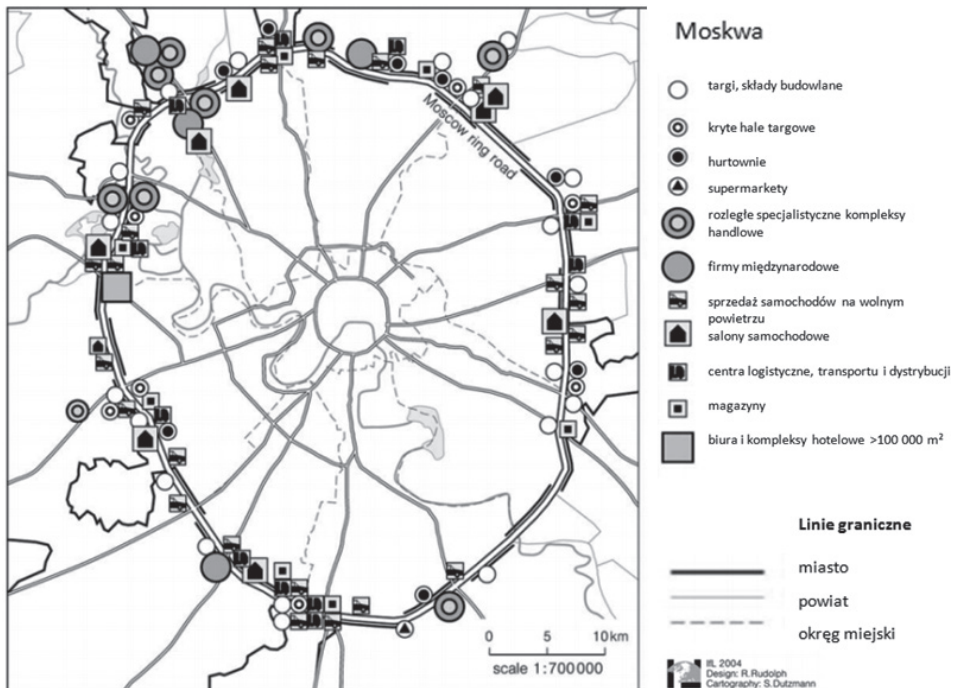 Moskwa
targi, składy budowlane
kryte hale targowe
hurtownie
supermarkety
rozległe specjalistyczne kompleksy
handlowe
firmy międzynarodowe
sprzedaż samochodów na wolnym
powietrzu
salony samochodowe
centra logistyczne, transportu i dystrybucji
magazyny
biura i kompleksy hotelowe >100 000 m²
Linie graniczne
miasto
powiat
okręg miejski
Moscow ring road
0 5 10 km
scale 1:700000
IfL 2004
Design: R.Rudolph
Cartography: S.Dutzmann